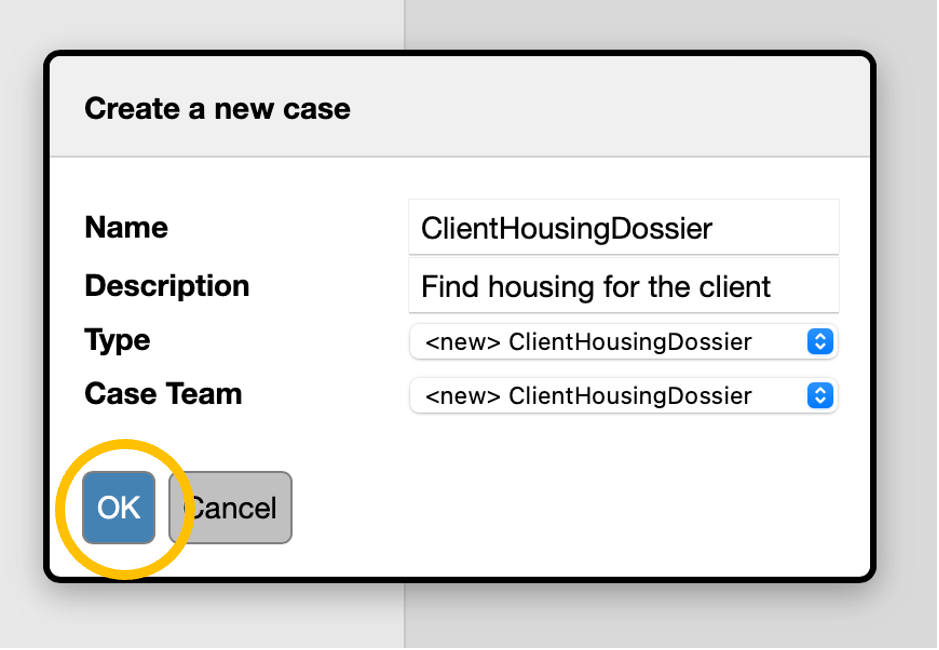 Create a new case
Name ClientHousingDossier
Description Find housing for the client
Type <new> ClientHousingDossier
Case Team <new> ClientHousingDossier
OK Cancel